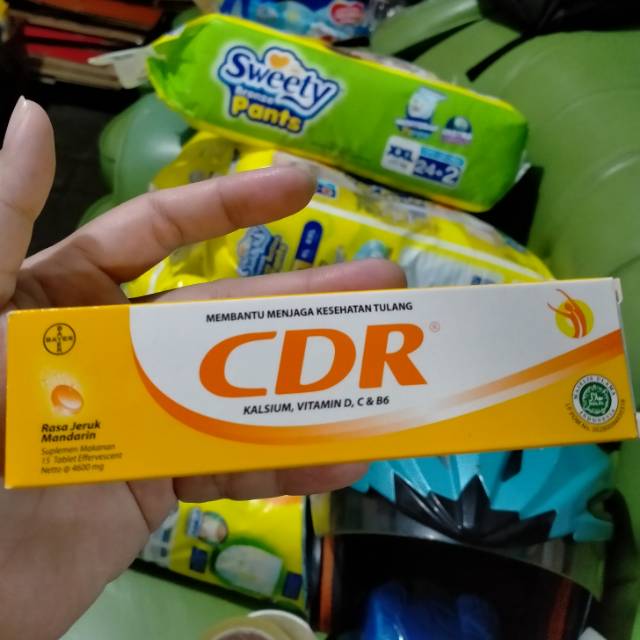 Sweety
Pants
XXL
24+2
MEMBANTU MENJAGA KESEHATAN TULANG
CDR®
KALSIUM, VITAMIN D, C & B6
BAYER
Rasa Jeruk
Mandarin
Suplemen Makanan
15 Tablet Effervescent
Netto @ 4600 mg